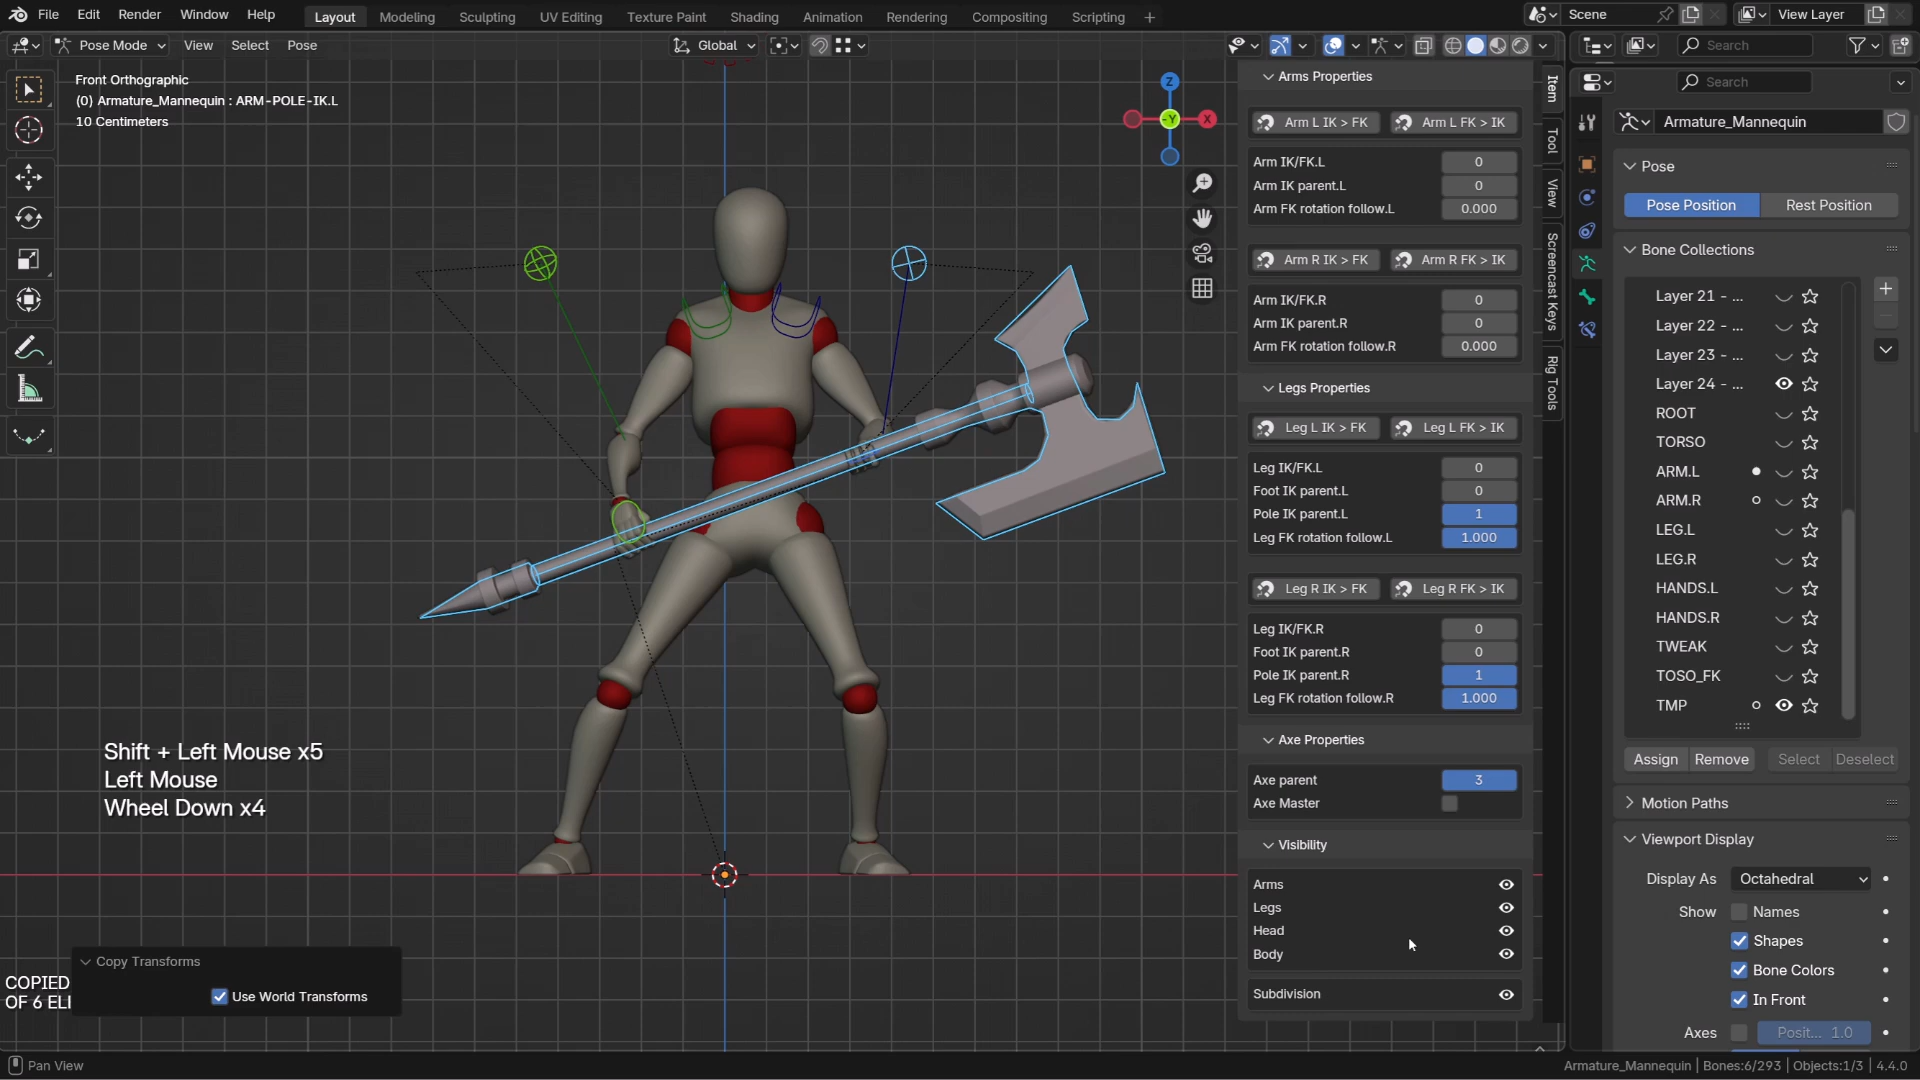 File Edit Render Window Help
Layout Modeling Sculpting UV Editing Texture Paint Shading Animation Rendering Compositing Scripting +
Scene
View Layer
Pose Mode View Select Pose
Global
Search
Front Orthographic
(0) Armature_Mannequin : ARM-POLE-IK.L
10 Centimeters
Z
-Y
X
Arms Properties
Arm L IK > FK Arm L FK > IK
Arm IK/FK.L 0
Arm IK parent.L 0
Arm FK rotation follow.L 0.000
Arm R IK > FK Arm R FK > IK
Arm IK/FK.R 0
Arm IK parent.R 0
Arm FK rotation follow.R 0.000
Legs Properties
Leg L IK > FK Leg L FK > IK
Leg IK/FK.L 0
Foot IK parent.L 0
Pole IK parent.L 1
Leg FK rotation follow.L 1.000
Leg R IK > FK Leg R FK > IK
Leg IK/FK.R 0
Foot IK parent.R 0
Pole IK parent.R 1
Leg FK rotation follow.R 1.000
Axe Properties
Axe parent 3
Axe Master
Visibility
Arms
Legs
Head
Body
Subdivision
Item
Tool
View
Screencast Keys
Rig Tools
Search
Armature_Mannequin
Pose
Pose Position Rest Position
Bone Collections
Layer 21 - ...
Layer 22 - ...
Layer 23 - ...
Layer 24 - ...
ROOT
TORSO
ARM.L
ARM.R
LEG.L
LEG.R
HANDS.L
HANDS.R
TWEAK
TOSO_FK
TMP
Assign Remove Select Deselect
Motion Paths
Viewport Display
Display As Octahedral
Show Names
Shapes
Bone Colors
In Front
Axes Posit... 1.0
Shift + Left Mouse x5
Left Mouse
Wheel Down x4
Copy Transforms
Use World Transforms
COPIED
OF 6 ELI
Pan View
Armature_Mannequin | Bones:6/293 | Objects:1/3 | 4.4.0